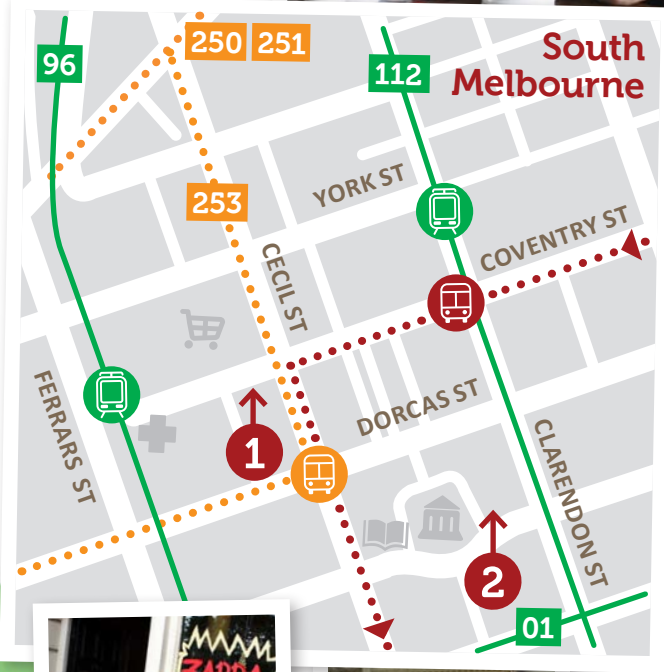 96
250 251
112
South
Melbourne
253
YORK ST
COVENTRY ST
CECIL ST
FERRARS ST
DORCAS ST
1
CLARENDON ST
2
01
ZAPPA